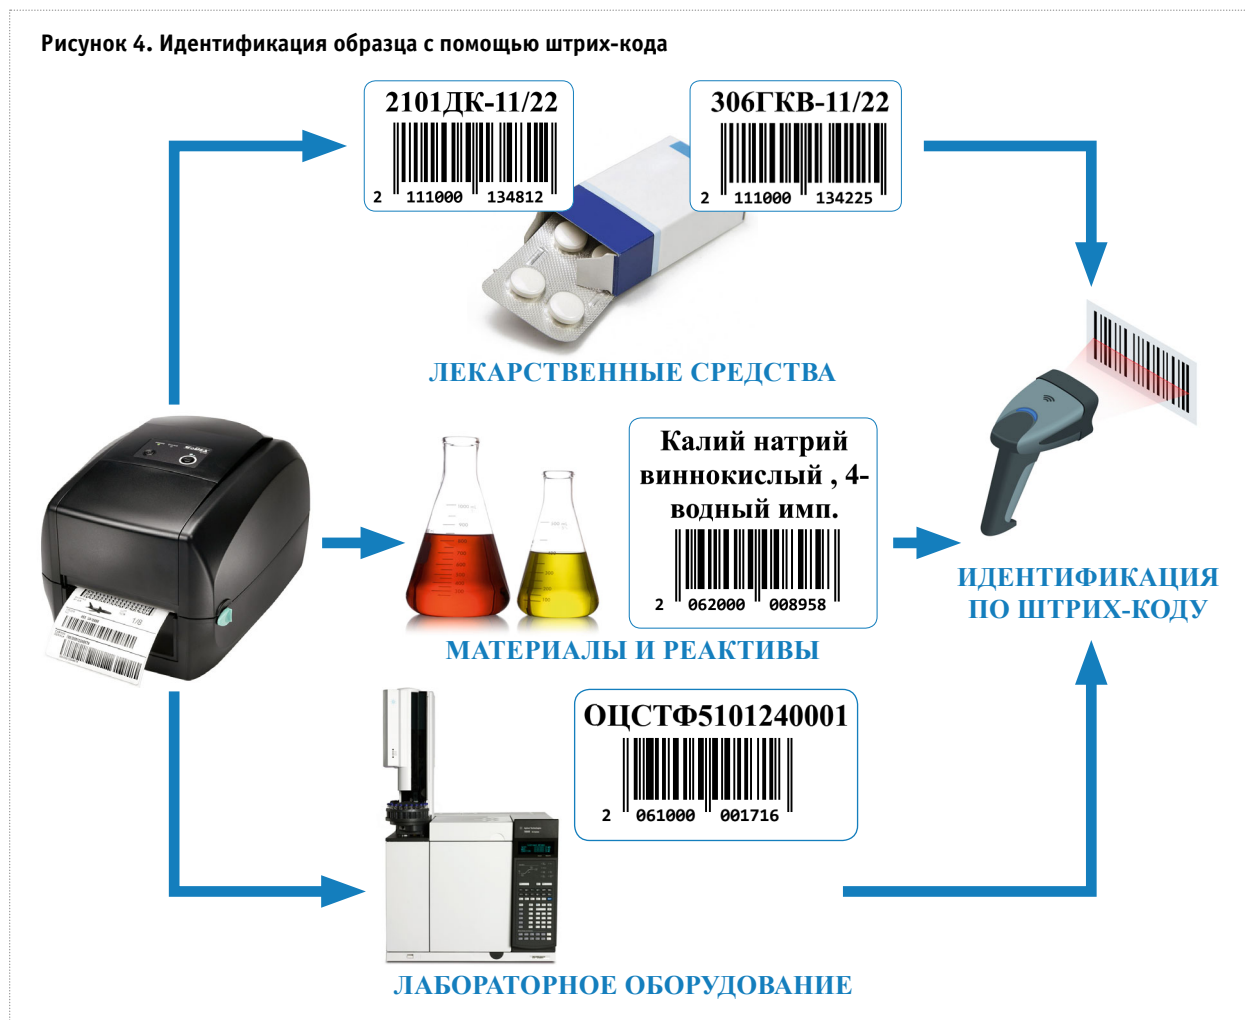 Рисунок 4. Идентификация образца с помощью штрих-кода
2101ДК-11/22
2 111000 134812
306ГКВ-11/22
2 111000 134225
ЛЕКАРСТВЕННЫЕ СРЕДСТВА
Калий натрий
виннокислый , 4-
водный имп.
2 062000 008958
МАТЕРИАЛЫ И РЕАКТИВЫ
ИДЕНТИФИКАЦИЯ
ПО ШТРИХ-КОДУ
1/8
ОЦСТФ5101240001
2 061000 001716
ЛАБОРАТОРНОЕ ОБОРУДОВАНИЕ